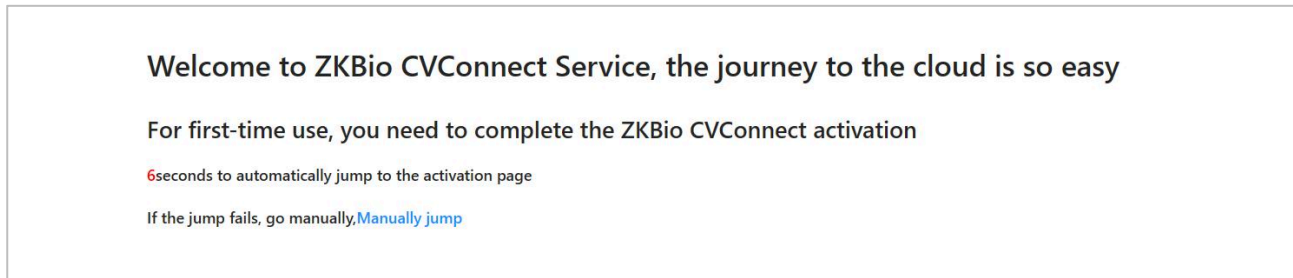 Welcome to ZKBio CVConnect Service, the journey to the cloud is so easy
For first-time use, you need to complete the ZKBio CVConnect activation
6seconds to automatically jump to the activation page
If the jump fails, go manually,Manually jump